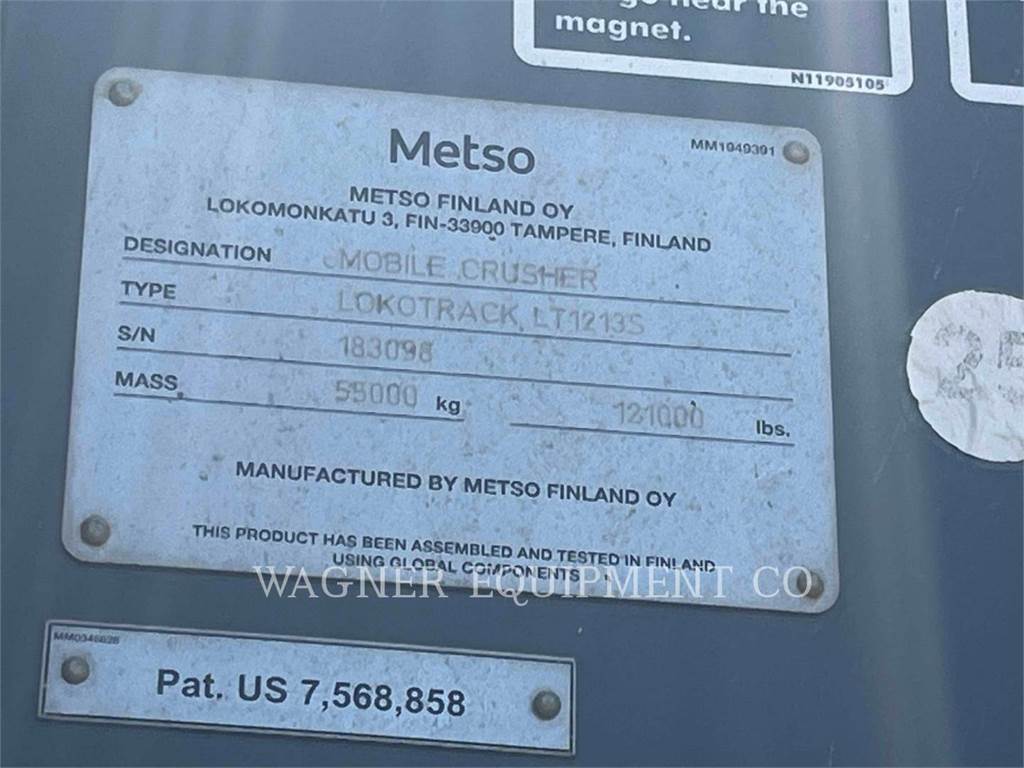 near the
magnet.
N11905105
Metso
MM1049391
METSO FINLAND OY
LOKOMONKATU 3, FIN-33900 TAMPERE, FINLAND
DESIGNATION MOBILE CRUSHER
TYPE LOKOTRACK LT1213S
S/N 183098
MASS 55000 kg 121000 lbs.
MANUFACTURED BY METSO FINLAND OY
THIS PRODUCT HAS BEEN ASSEMBLED AND TESTED IN FINLAND
USING GLOBAL COMPONENTS
WAGNER EQUIPMENT CO
Pat. US 7,568,858